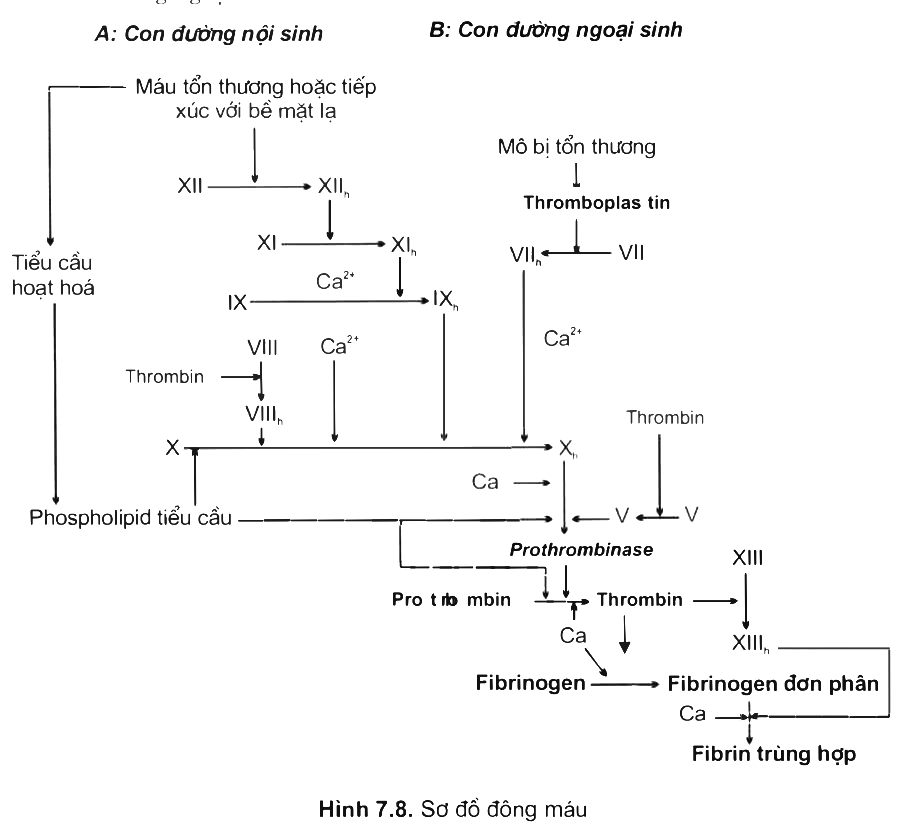 A: Con đường nội sinh
B: Con đường ngoại sinh
Máu tổn thương hoặc tiếp
xúc với bề mặt lạ
Mô bị tổn thương
XII
XIIh
Thromboplas tin
XI
XIh
VIIh
VII
Tiểu cầu
hoạt hoá
Ca2+
IX
IXh
VIII
Ca2+
Ca2+
Thrombin
VIIIh
Thrombin
X
Xh
Ca
Phospholipid tiểu cầu
V
V
Prothrombinase
XIII
Pro t rbo mbin
Thrombin
Ca
XIIIh
Fibrinogen
Fibrinogen đơn phân
Ca
Fibrin trùng hợp
Hình 7.8. Sơ đồ đông máu